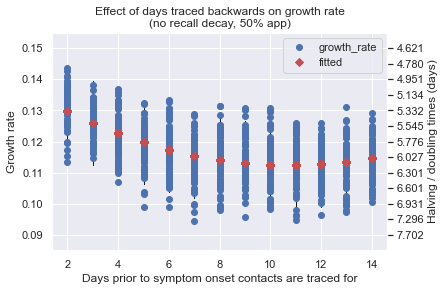 Effect of days traced backwards on growth rate
(no recall decay, 50% app)
growth_rate
fitted
Growth rate
0.15
0.14
0.13
0.12
0.11
0.10
0.09
4.621
4.780
4.951
5.134
5.332
5.545
5.776
6.027
6.301
6.601
6.931
7.296
7.702
Halving / doubling times (days)
2 4 6 8 10 12 14
Days prior to symptom onset contacts are traced for